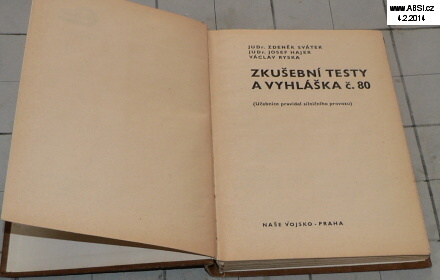 www.ABSI.cz
4.2.2014
JUDr. ZDENĚK SVÁTEK
JUDr. JOSEF HAJER
VÁCLAV RYSKA
ZKUŠEBNÍ TESTY
A VYHLÁŠKA č. 80
(Učebnice pravidel silničního provozu)
NAŠE VOJSKO - PRAHA